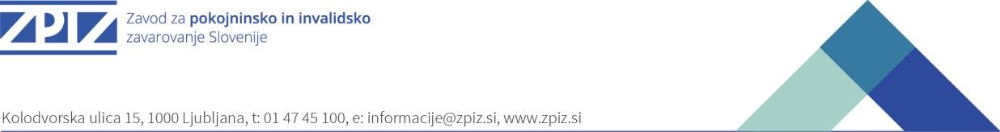 ZPIZ
Zavod za pokojninsko in invalidsko
zavarovanje Slovenije
Kolodvorska ulica 15, 1000 Ljubljana, t: 01 47 45 100, e: informacije@zpiz.si, www.zpiz.si